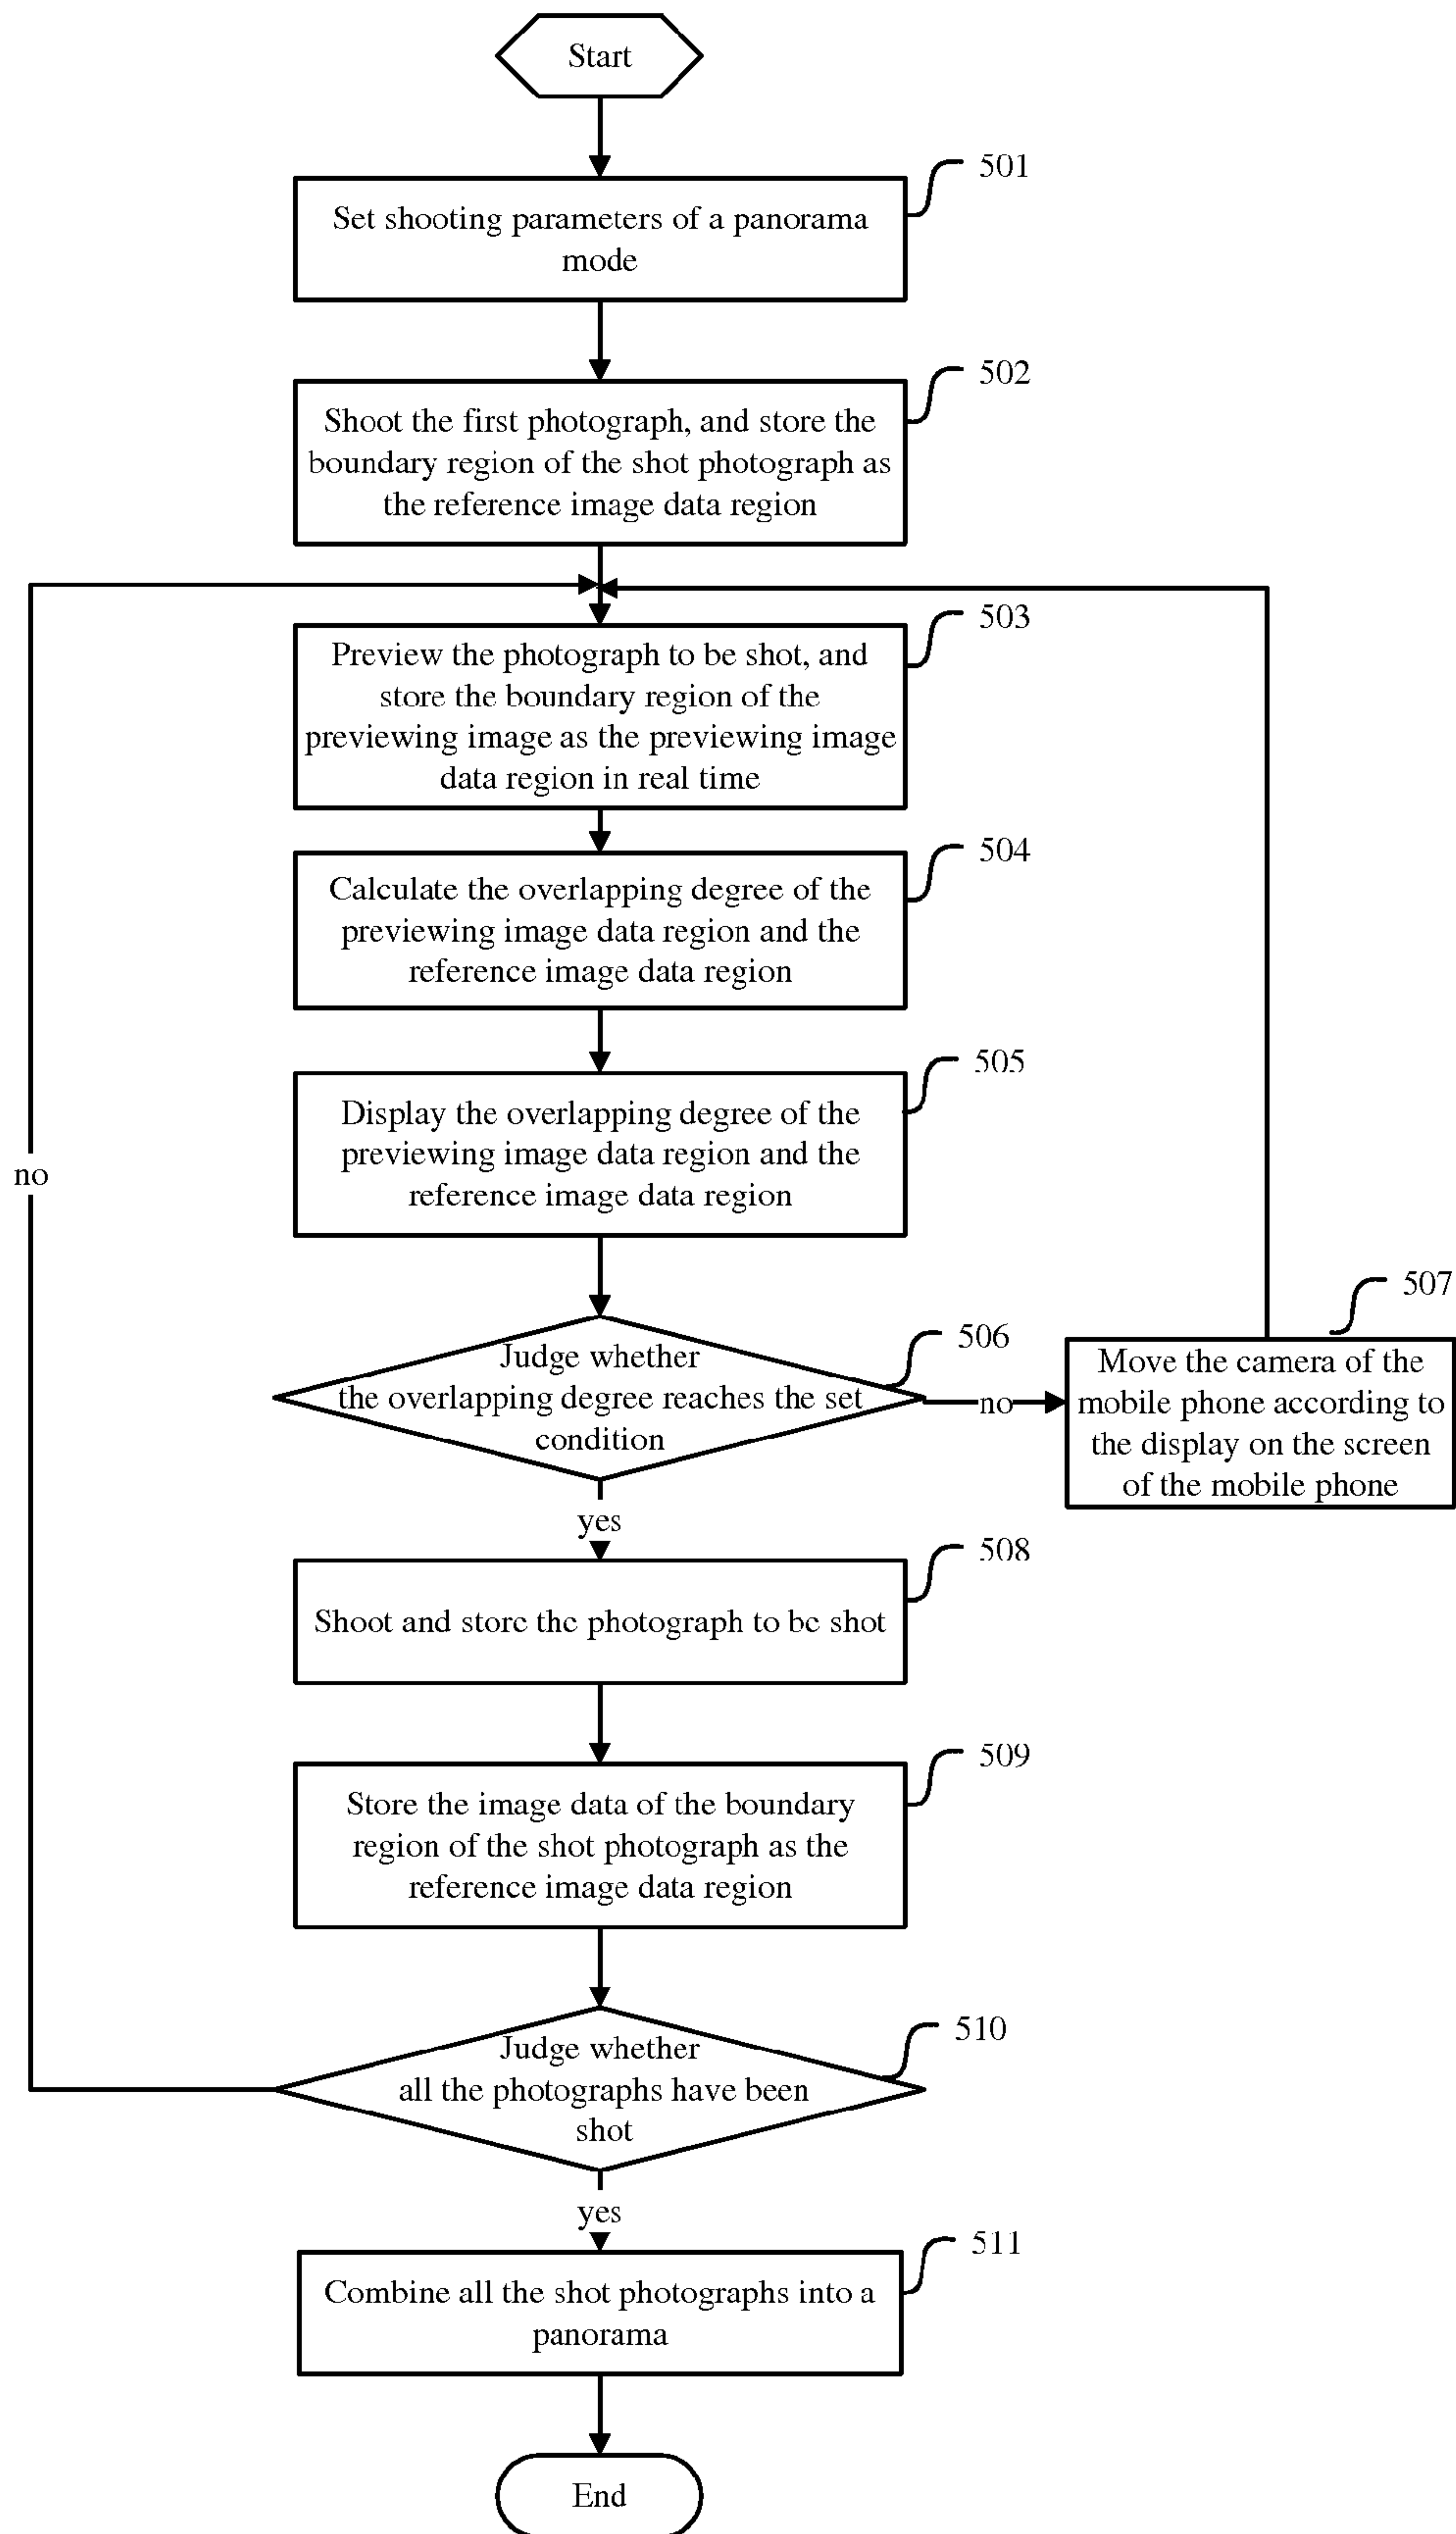 Start
501
Set shooting parameters of a panorama
mode
502
Shoot the first photograph, and store the
boundary region of the shot photograph as
the reference image data region
503
Preview the photograph to be shot, and
store the boundary region of the
previewing image as the previewing image
data region in real time
504
Calculate the overlapping degree of the
previewing image data region and the
reference image data region
505
Display the overlapping degree of the
previewing image data region and the
reference image data region
no
506
Judge whether
the overlapping degree reaches the set
condition
no
507
Move the camera of the
mobile phone according to
the display on the screen
of the mobile phone
yes
508
Shoot and store the photograph to be shot
509
Store the image data of the boundary
region of the shot photograph as the
reference image data region
510
Judge whether
all the photographs have been
shot
yes
511
Combine all the shot photographs into a
panorama
End